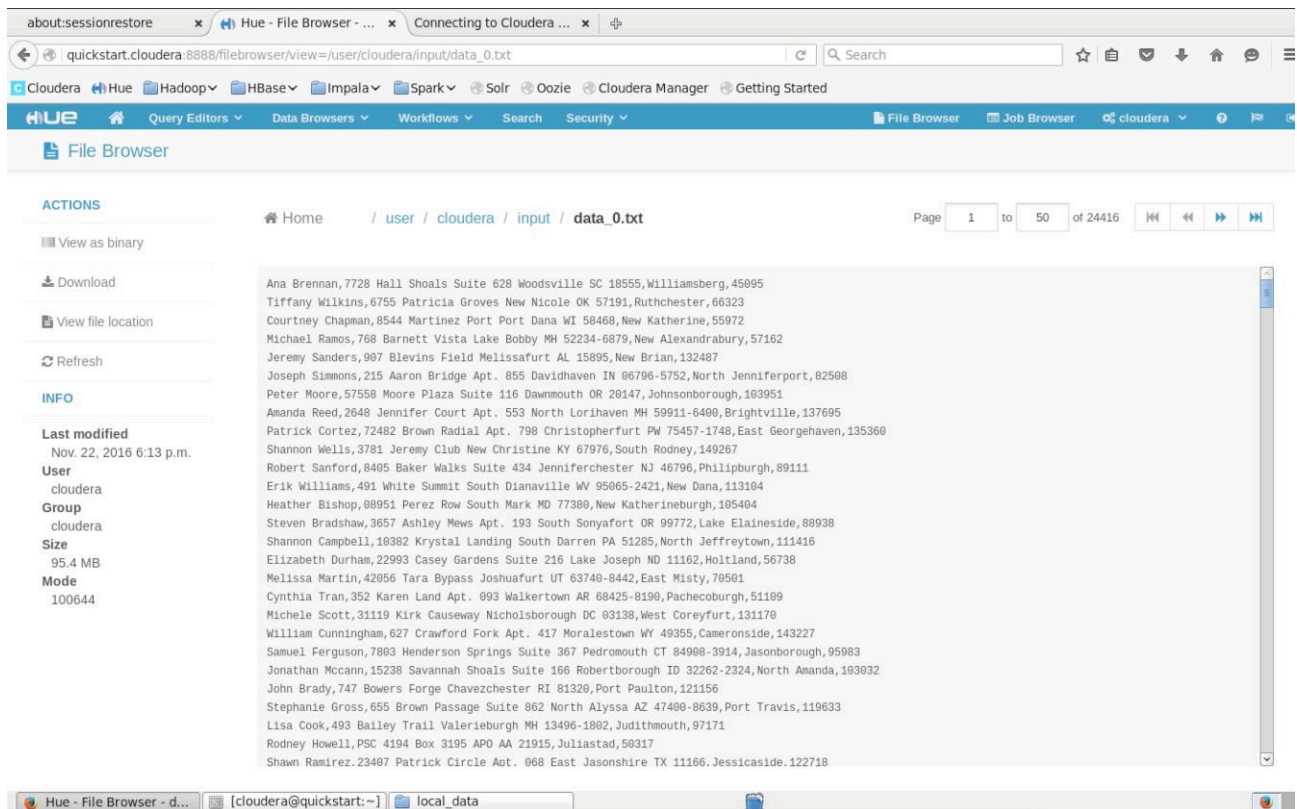 about:sessionrestore × Hue - File Browser - ... × Connecting to Cloudera ... ×
quickstart.cloudera:8888/filebrowser/view=/user/cloudera/input/data_0.txt Search
Cloudera Hue Hadoop HBase Impala Spark Solr Oozie Cloudera Manager Getting Started
HUE Query Editors Data Browsers Workflows Search Security File Browser Job Browser cloudera ?
File Browser
ACTIONS
Home / user / cloudera / input / data_0.txt Page 1 to 50 of 24416
View as binary
Download
View file location
Refresh
INFO
Last modified
Nov. 22, 2016 6:13 p.m.
User
cloudera
Group
cloudera
Size
95.4 MB
Mode
100644
Ana Brennan,7728 Hall Shoals Suite 628 Woodsville SC 18555,Williamsberg,45095
Tiffany Wilkins,6755 Patricia Groves New Nicole OK 57191,Ruthchester,66323
Courtney Chapman,8544 Martinez Port Port Dana WI 58468,New Katherine,55972
Michael Ramos,768 Barnett Vista Lake Bobby MH 52234-6879,New Alexandrabury,57162
Jeremy Sanders,907 Blevins Field Melissafurt AL 15895,New Brian,132487
Joseph Simmons,215 Aaron Bridge Apt. 855 Davidhaven IN 06796-5752,North Jenniferport,82508
Peter Moore,57558 Moore Plaza Suite 116 Dawnmouth OR 20147,Johnsonborough,103951
Amanda Reed,2648 Jennifer Court Apt. 553 North Lorihaven MH 59911-6400,Brightville,137695
Patrick Cortez,72482 Brown Radial Apt. 798 Christopherfurt PW 75457-1748,East Georgehaven,135360
Shannon Wells,3781 Jeremy Club New Christine KY 67976,South Rodney,149267
Robert Sanford,8405 Baker Walks Suite 434 Jenniferchester NJ 46796,Philipburgh,89111
Erik Williams,491 White Summit South Dianaville WV 95065-2421,New Dana,113104
Heather Bishop,08951 Perez Row South Mark MD 77380,New Katherineburgh,105404
Steven Bradshaw,3657 Ashley Mews Apt. 193 South Sonyafort OR 99772,Lake Elaineside,88938
Shannon Campbell,10382 Krystal Landing South Darren PA 51285,North Jeffreytown,111416
Elizabeth Durham,22993 Casey Gardens Suite 216 Lake Joseph ND 11162,Holtland,56738
Melissa Martin,42056 Tara Bypass Joshuafurt UT 63740-8442,East Misty,70501
Cynthia Tran,352 Karen Land Apt. 093 Walkertown AR 68425-8190,Pachecoburgh,51109
Michele Scott,31119 Kirk Causeway Nicholsborough DC 03138,West Coreyfurt,131170
William Cunningham,627 Crawford Fork Apt. 417 Moralestown WY 49355,Cameronside,143227
Samuel Ferguson,7803 Henderson Springs Suite 367 Pedromouth CT 84908-3914,Jasonborough,95983
Jonathan Mccann,15238 Savannah Shoals Suite 166 Robertborough ID 32262-2324,North Amanda,103032
John Brady,747 Bowers Forge Chavezchester RI 81320,Port Paulton,121156
Stephanie Gross,655 Brown Passage Suite 862 North Alyssa AZ 47400-8639,Port Travis,119633
Lisa Cook,493 Bailey Trail Valerieburgh MH 13496-1802,Judithmouth,97171
Rodney Howell,PSC 4194 Box 3195 APO AA 21915,Juliastad,50317
Shawn Ramirez,23407 Patrick Circle Apt. 068 East Jasonshire TX 11166,Jessicaside,122718
Hue - File Browser - d... [cloudera@quickstart:~] local_data